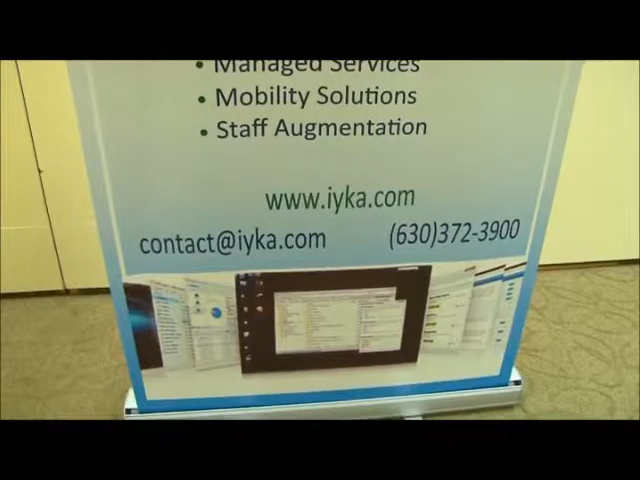 • Managed Services
• Mobility Solutions
• Staff Augmentation
www.iyka.com
contact@iyka.com (630)372-3900